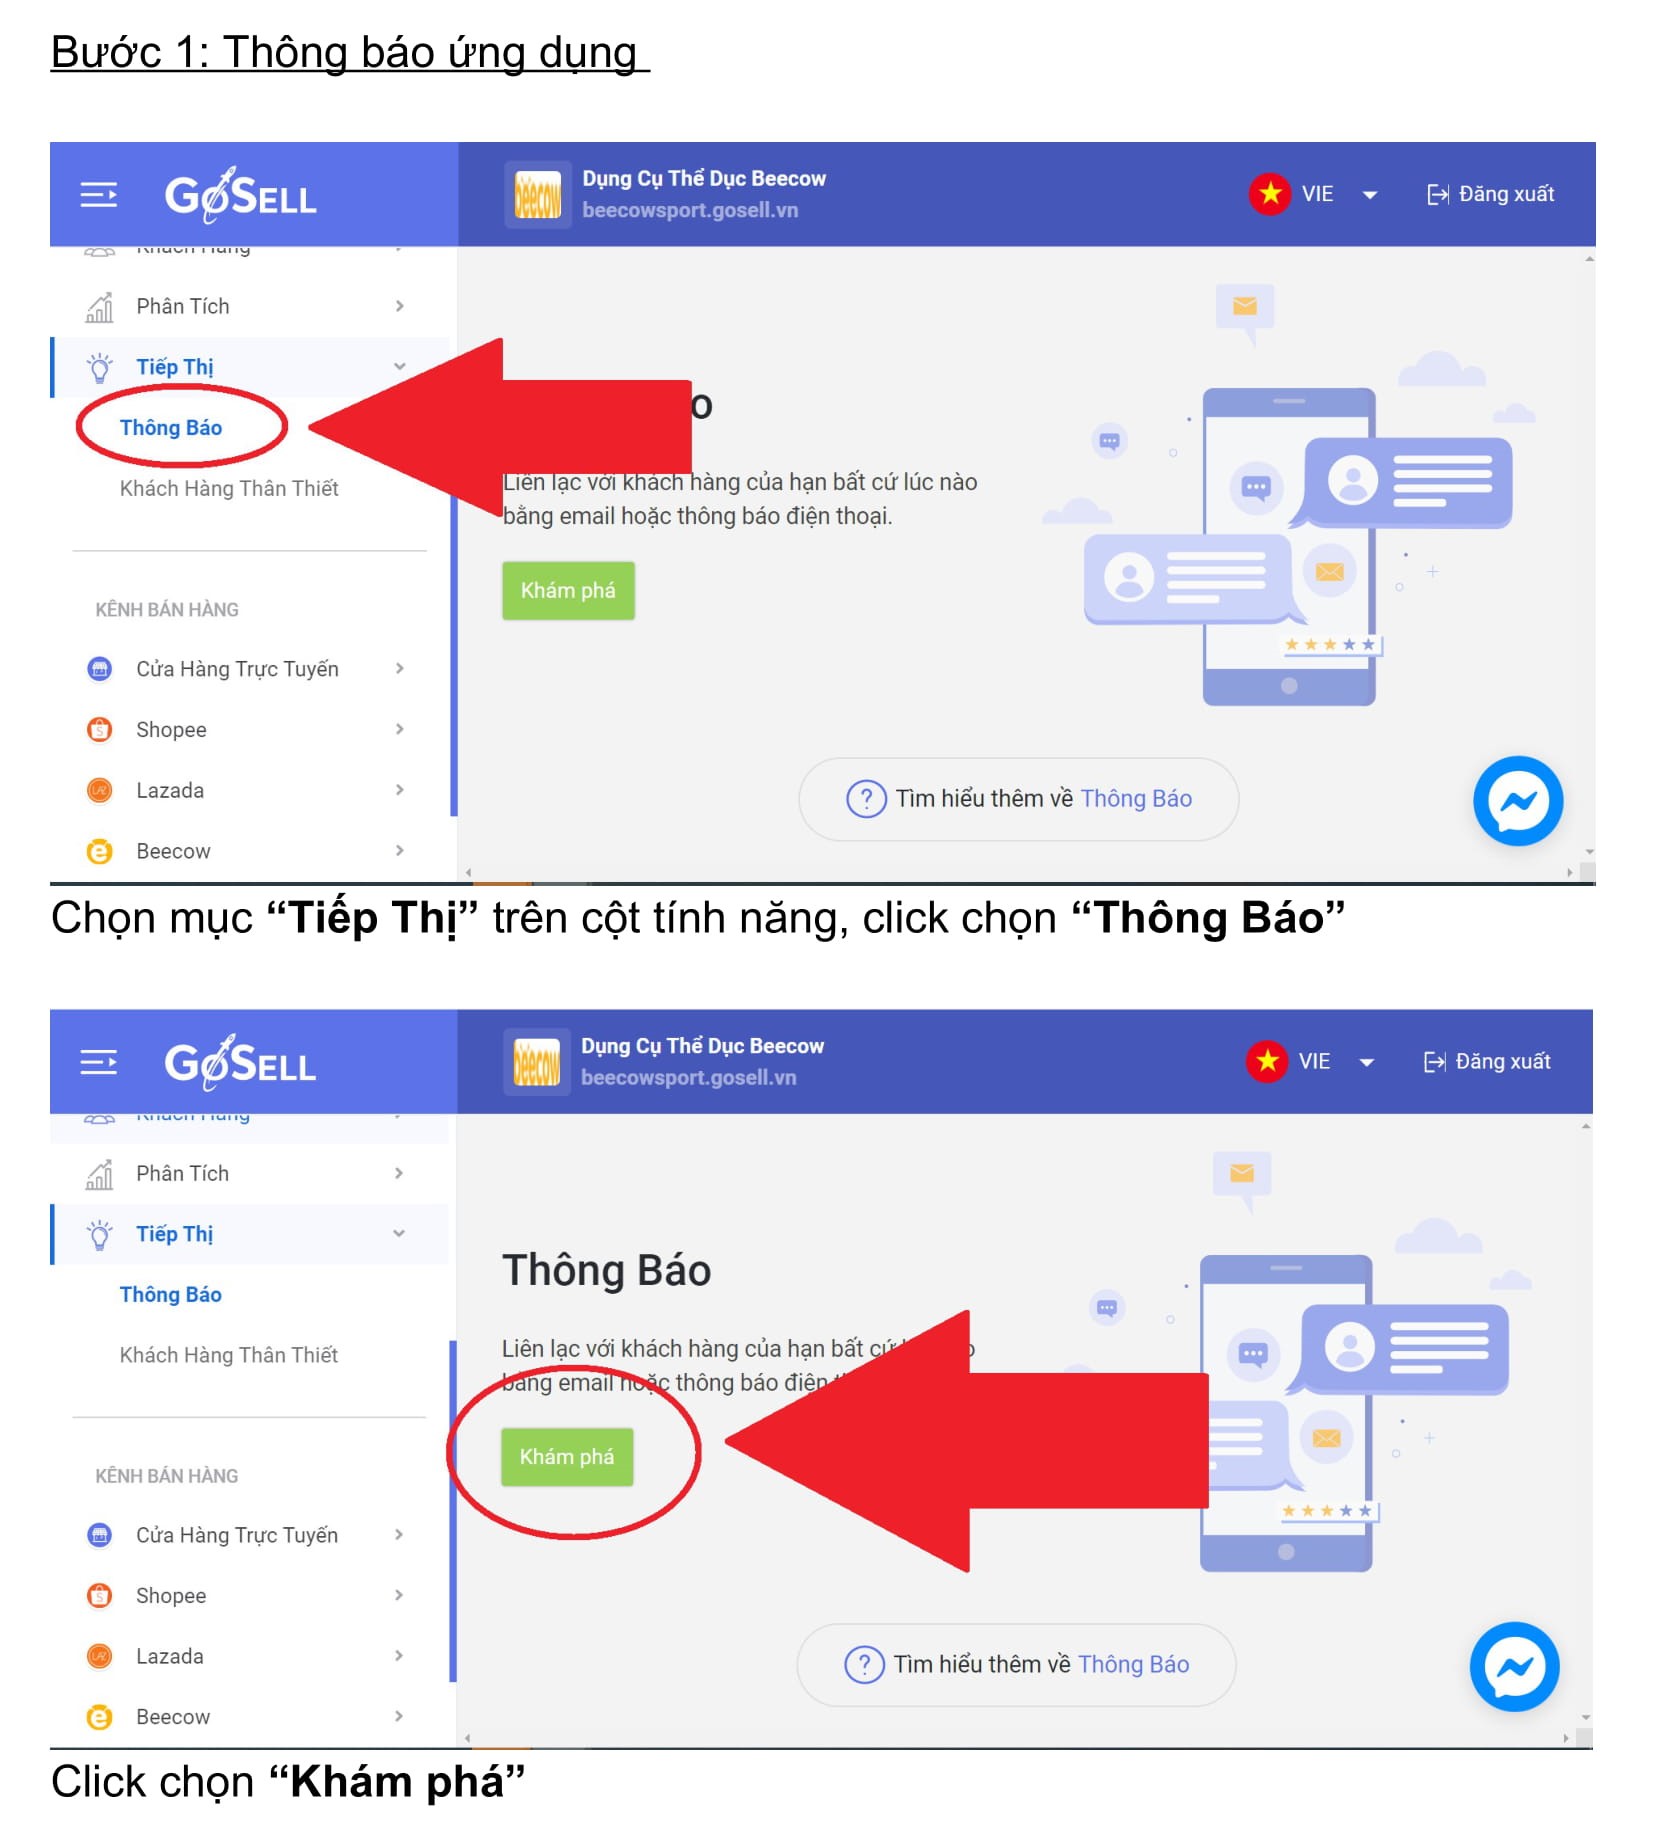 Bước 1: Thông báo ứng dụng
GoSELL
Dụng Cụ Thể Dục Beecow
beecowsport.gosell.vn
beecow
VIE
Đăng xuất
Khách Hàng
Phân Tích
Tiếp Thị
Thông Báo
Khách Hàng Thân Thiết
KÊNH BÁN HÀNG
Cửa Hàng Trực Tuyến
Shopee
Lazada
Beecow
o
Liên lạc với khách hàng của hạn bất cứ lúc nào
bằng email hoặc thông báo điện thoại.
Khám phá
Tìm hiểu thêm về Thông Báo
Chọn mục “Tiếp Thị” trên cột tính năng, click chọn “Thông Báo”
GoSELL
Dụng Cụ Thể Dục Beecow
beecowsport.gosell.vn
beecow
VIE
Đăng xuất
Khách Hàng
Phân Tích
Tiếp Thị
Thông Báo
Khách Hàng Thân Thiết
KÊNH BÁN HÀNG
Cửa Hàng Trực Tuyến
Shopee
Lazada
Beecow
Thông Báo
Liên lạc với khách hàng của hạn bất cứ
bằng email hoặc thông báo điện
Khám phá
Tìm hiểu thêm về Thông Báo
Click chọn “Khám phá”